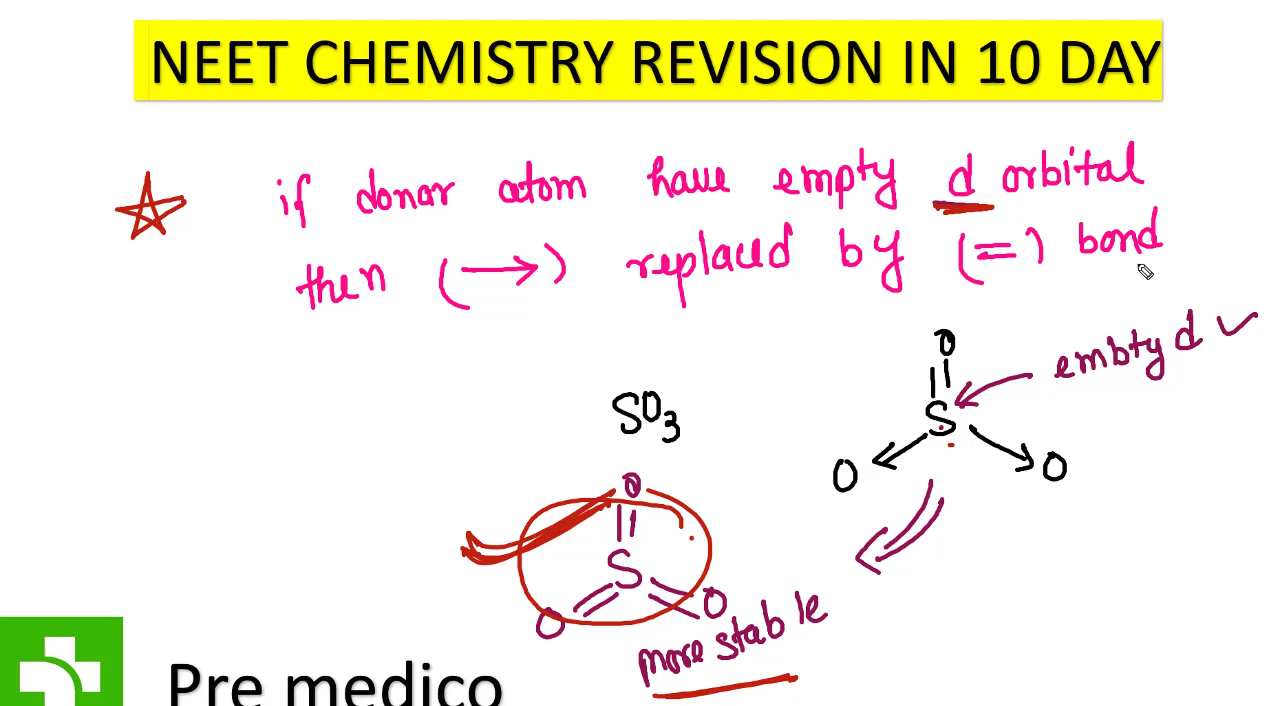 NEET CHEMISTRY REVISION IN 10 DAY
if donar atom have empty d orbital
then (→) replaced by (=) bond
O
S
O O
embty d ✓
SO₃
O
S
O O
more stable
Pre medico